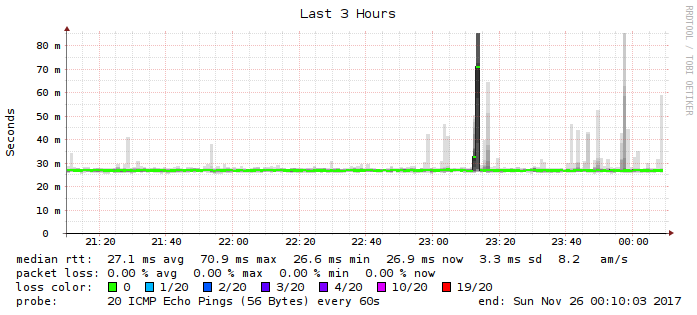 Last 3 Hours
RRDTOOL / TOBI OETIKER
Seconds
80 m
70 m
60 m
50 m
40 m
30 m
20 m
10 m
0
21:20 21:40 22:00 22:20 22:40 23:00 23:20 23:40 00:00
median rtt: 27.1 ms avg 70.9 ms max 26.6 ms min 26.9 ms now 3.3 ms sd 8.2 am/s
packet loss: 0.00 % avg 0.00 % max 0.00 % min 0.00 % now
loss color: 0 1/20 2/20 3/20 4/20 10/20 19/20
probe: 20 ICMP Echo Pings (56 Bytes) every 60s end: Sun Nov 26 00:10:03 2017